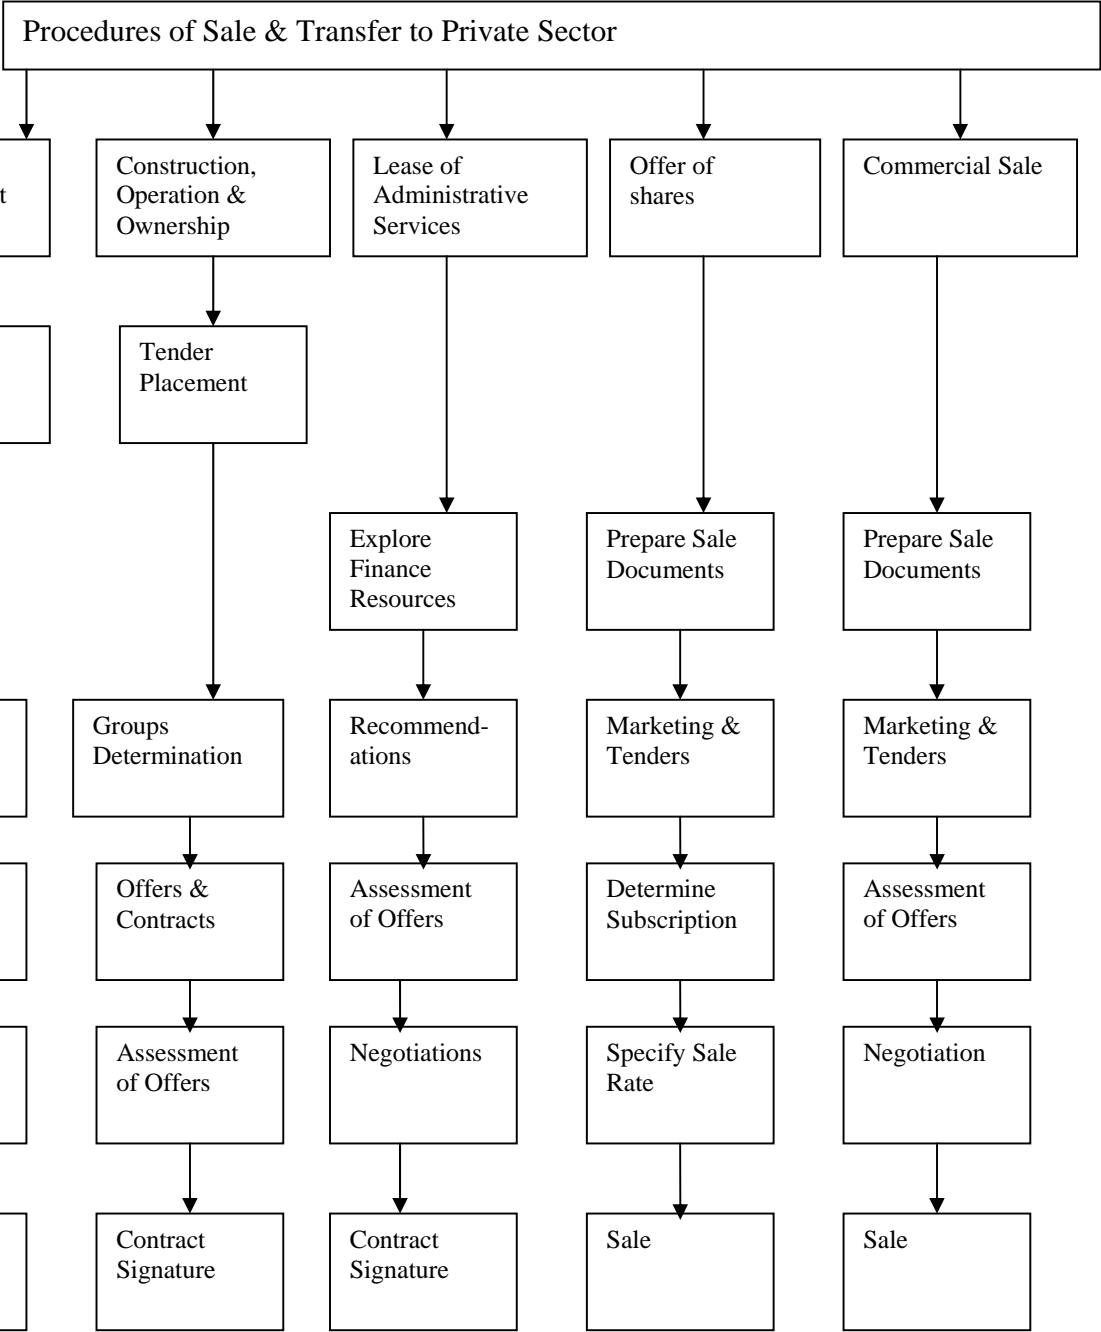 Procedures of Sale & Transfer to Private Sector
t
Construction,
Operation &
Ownership
Lease of
Administrative
Services
Offer of
shares
Commercial Sale
Tender
Placement
Explore
Finance
Resources
Prepare Sale
Documents
Prepare Sale
Documents
Groups
Determination
Recommend-
ations
Marketing &
Tenders
Marketing &
Tenders
Offers &
Contracts
Assessment
of Offers
Determine
Subscription
Assessment
of Offers
Assessment
of Offers
Negotiations
Specify Sale
Rate
Negotiation
Contract
Signature
Contract
Signature
Sale
Sale